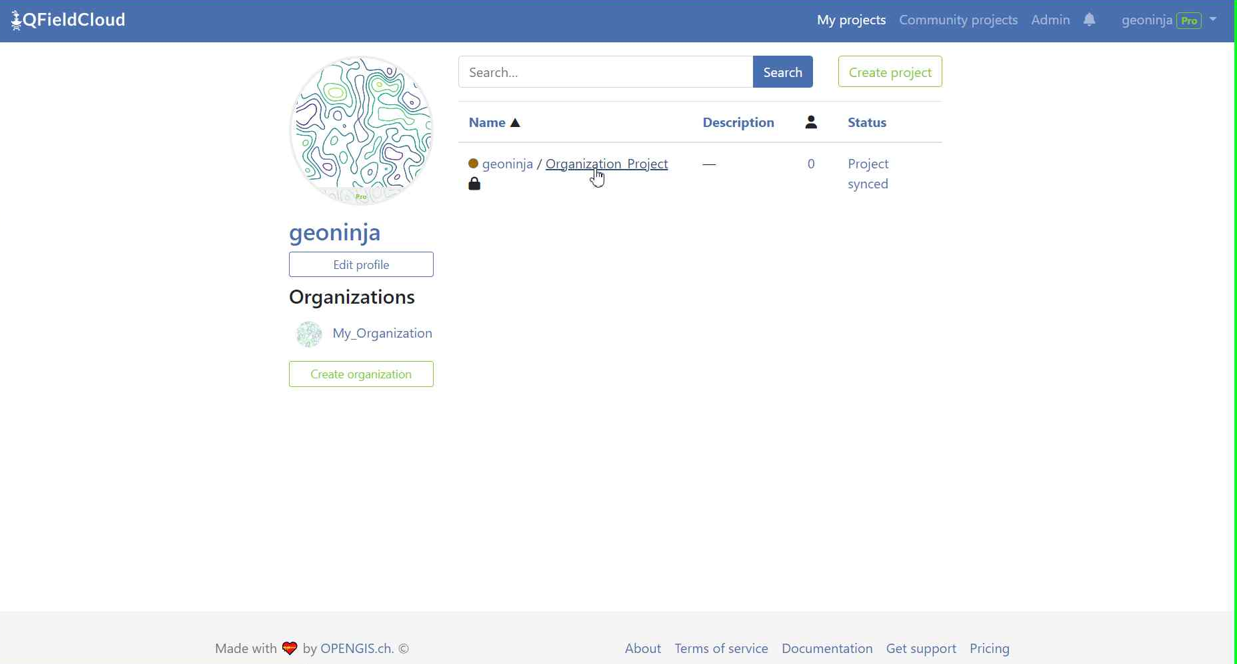 QFieldCloud
My projects Community projects Admin geoninja Pro
Search... Search Create project
Name ▲ Description Status
geoninja / Organization_Project — 0 Project synced
Pro
geoninja
Edit profile
Organizations
My_Organization
Create organization
Made with by OPENGIS.ch. © About Terms of service Documentation Get support Pricing